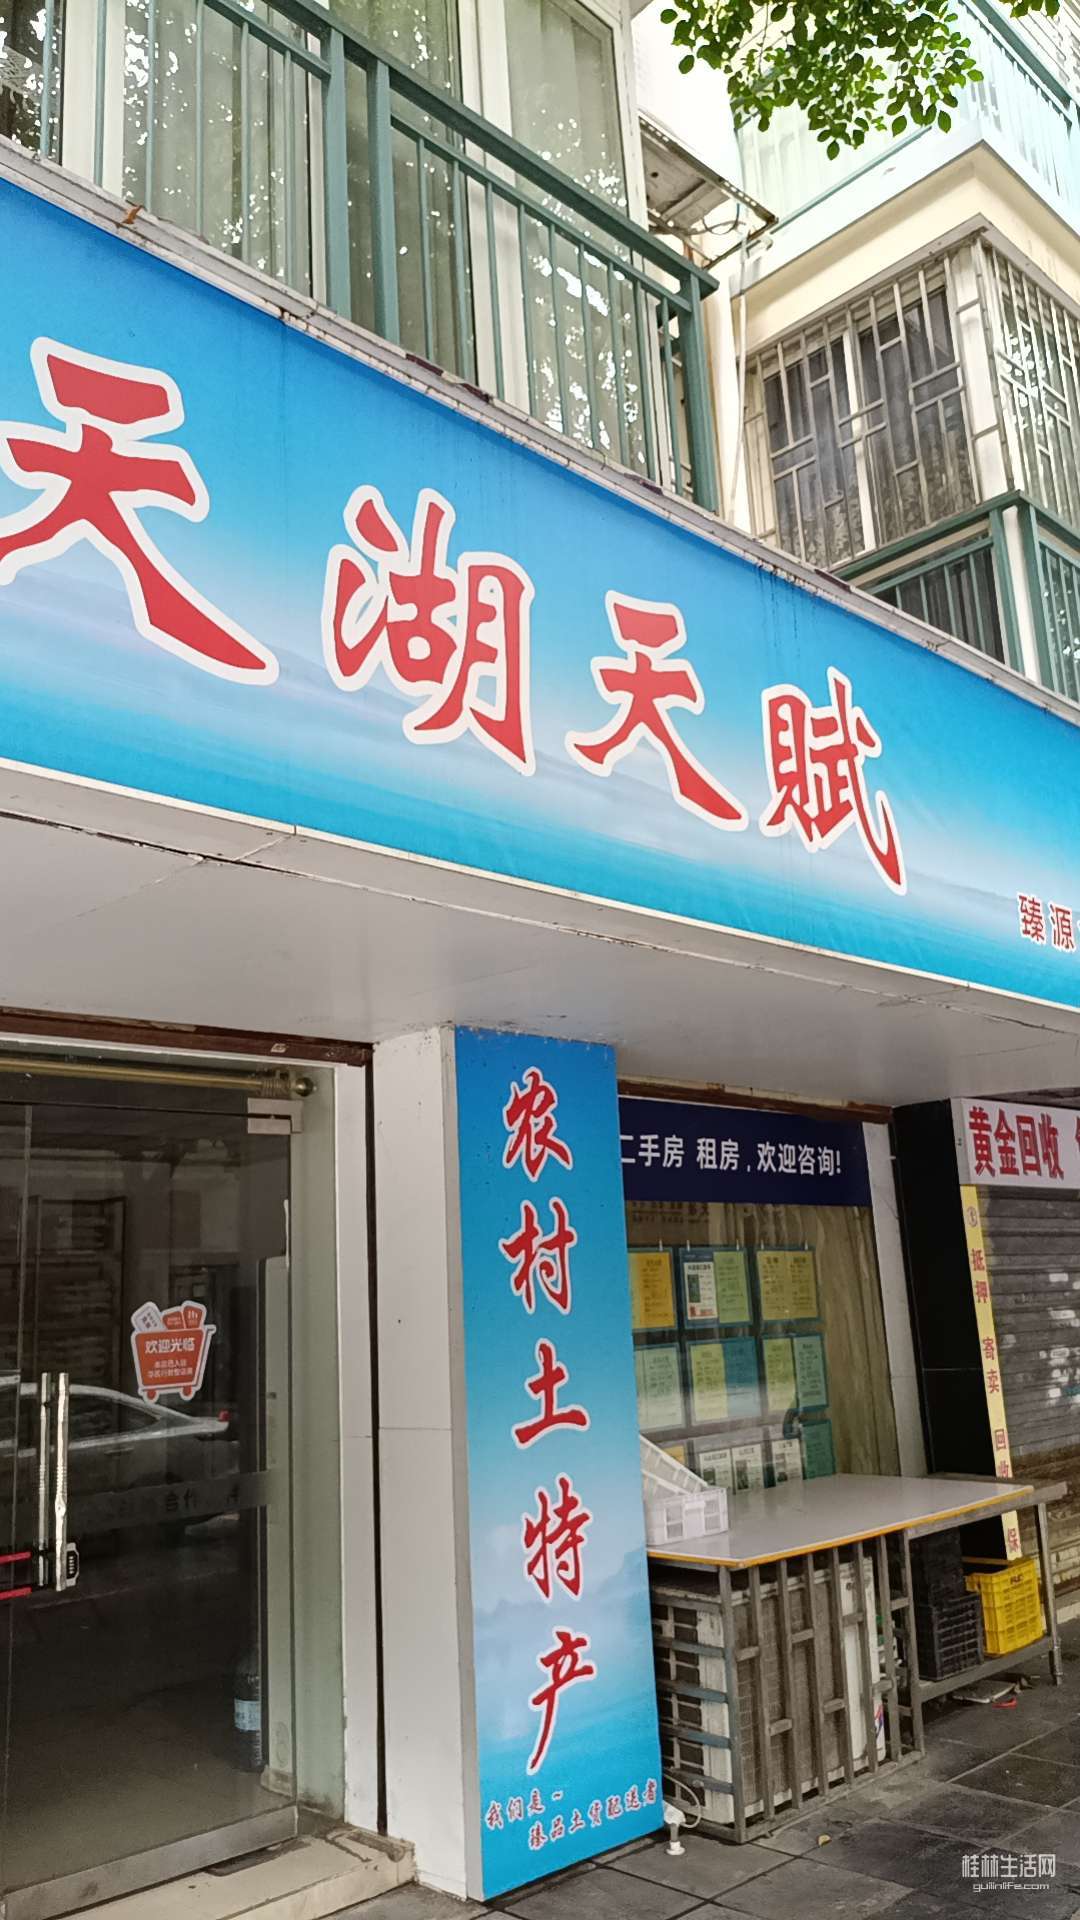 天湖天賦
臻源
农村土特产
我们是~
臻品土货配送者
二手房 租房,欢迎咨询!
黄金回收
抵押 寄卖 回收
保
欢迎光临
桂林生活网
guilinlife.com